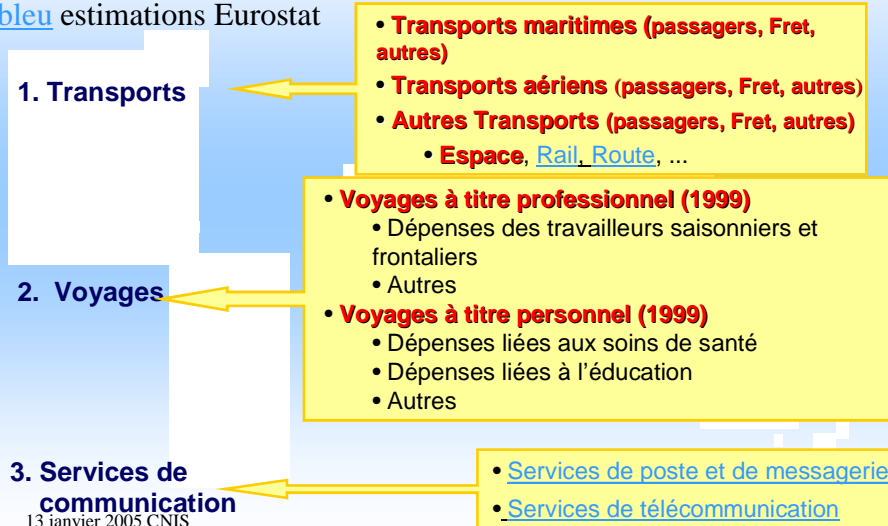 bleu estimations Eurostat
1. Transports
• Transports maritimes (passagers, Fret,
autres)
• Transports aériens (passagers, Fret, autres)
• Autres Transports (passagers, Fret, autres)
• Espace, Rail, Route, ...
2. Voyages
• Voyages à titre professionnel (1999)
• Dépenses des travailleurs saisonniers et
frontaliers
• Autres
• Voyages à titre personnel (1999)
• Dépenses liées aux soins de santé
• Dépenses liées à l’éducation
• Autres
3. Services de
communication
• Services de poste et de messagerie
• Services de télécommunication
13 janvier 2005 CNIS